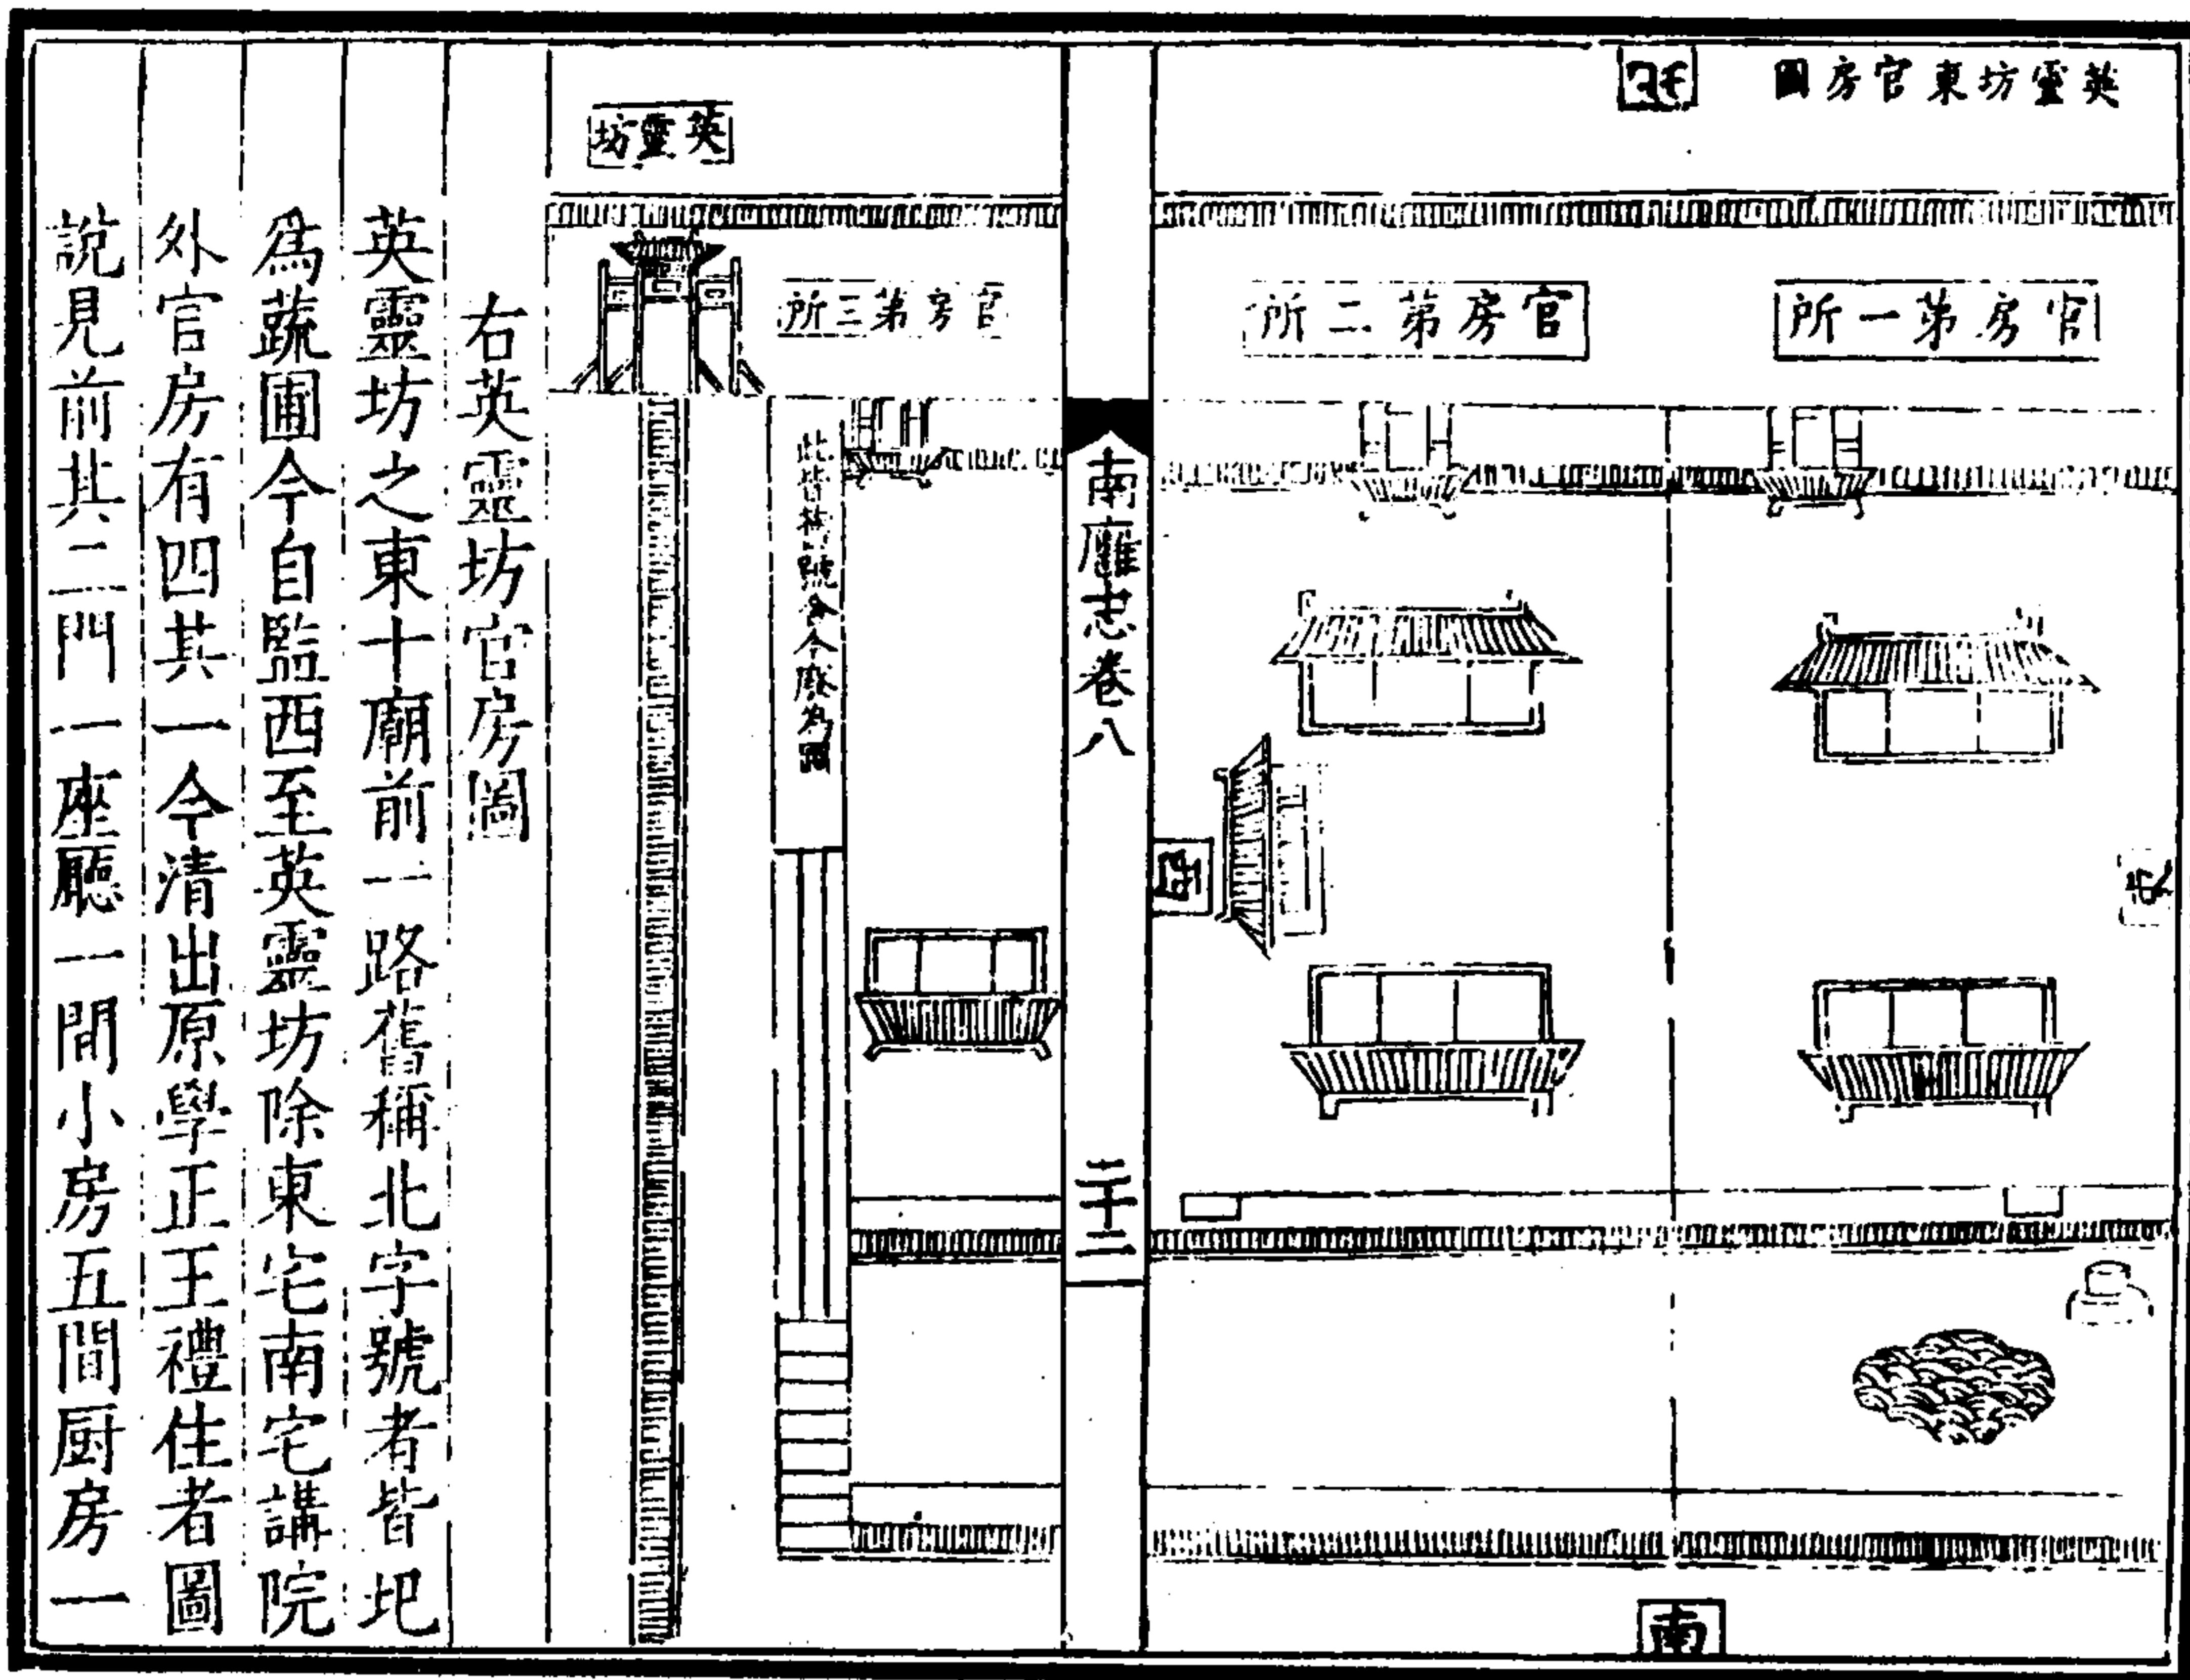 英靈坊東官房圖
北
官房第一所
官房第二所
南
南廱志卷八
二十二
官房第三所
英靈坊
右英靈坊官房圖
英靈坊之東十廟前一路舊稱北字號者皆圯
爲蔬圃今自監西至英靈坊除東宅南宅講院
外官房有四其一今清出原學正王禮住者圖
說見前其二門一座廳一間小房五間厨房一